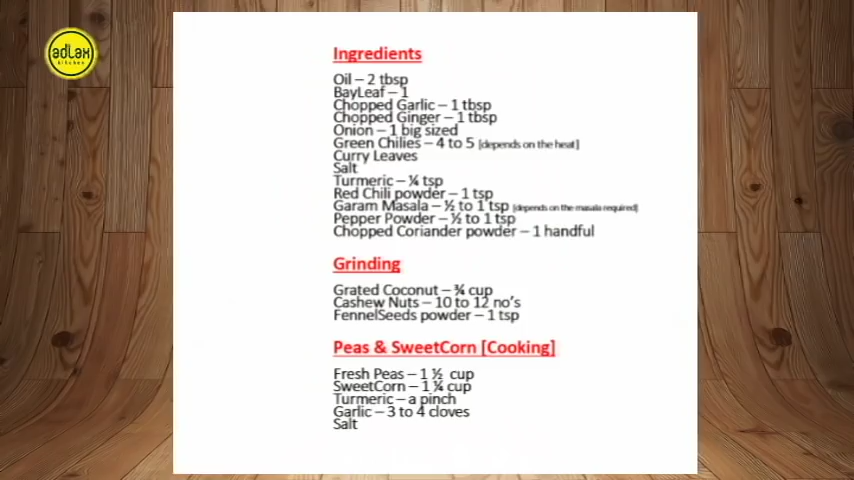 adLax
kitchen
Ingredients
Oil – 2 tbsp
BayLeaf – 1
Chopped Garlic – 1 tbsp
Chopped Ginger – 1 tbsp
Onion – 1 big sized
Green Chilies – 4 to 5 [depends on the heat]
Curry Leaves
Salt
Turmeric – ¼ tsp
Red Chili powder – 1 tsp
Garam Masala – ½ to 1 tsp [depends on the masala required]
Pepper Powder – ½ to 1 tsp
Chopped Coriander powder – 1 handful
Grinding
Grated Coconut – ¾ cup
Cashew Nuts – 10 to 12 no's
FennelSeeds powder – 1 tsp
Peas & SweetCorn [Cooking]
Fresh Peas – 1 ½ cup
SweetCorn – 1 ¼ cup
Turmeric – a pinch
Garlic – 3 to 4 cloves
Salt